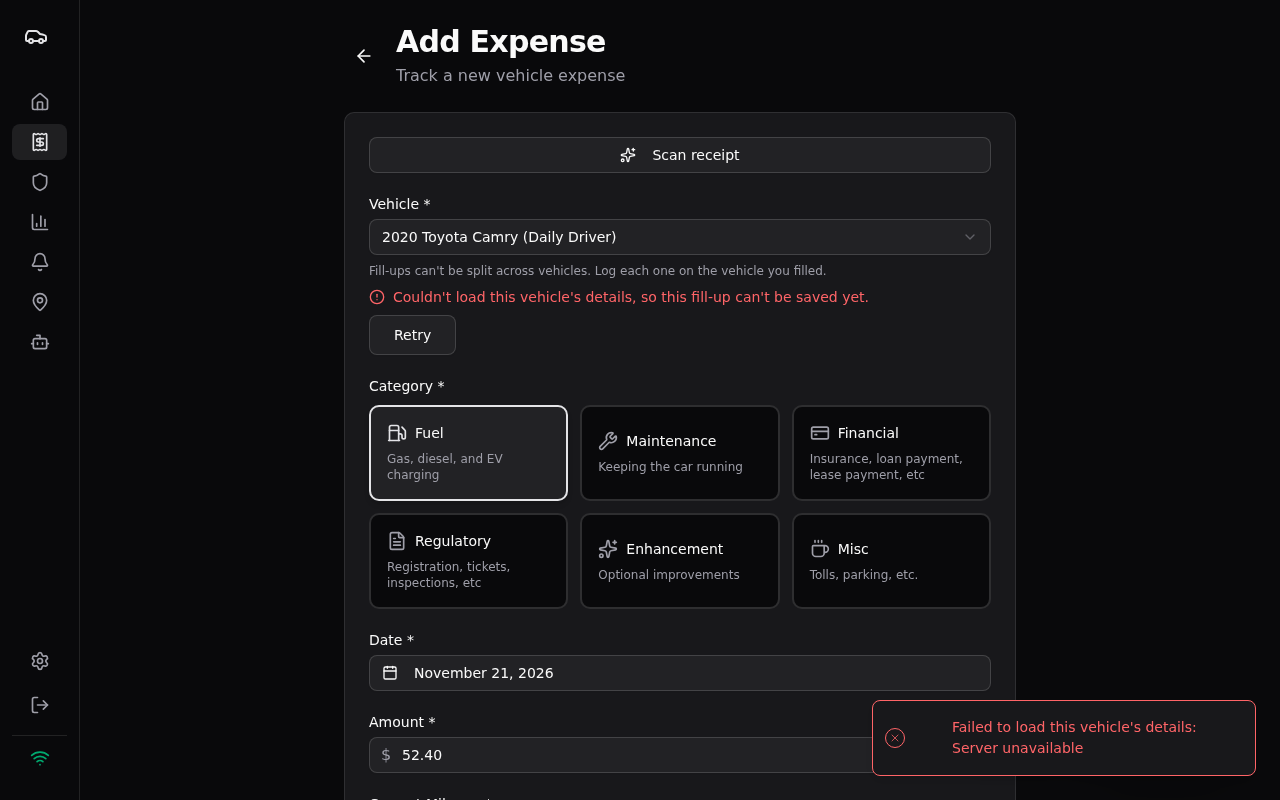 Add Expense
Track a new vehicle expense
Scan receipt
Vehicle *
2020 Toyota Camry (Daily Driver)
Fill-ups can't be split across vehicles. Log each one on the vehicle you filled.
Couldn't load this vehicle's details, so this fill-up can't be saved yet.
Retry
Category *
Fuel
Gas, diesel, and EV
charging
Maintenance
Keeping the car running
Financial
Insurance, loan payment,
lease payment, etc
Regulatory
Registration, tickets,
inspections, etc
Enhancement
Optional improvements
Misc
Tolls, parking, etc.
Date *
November 21, 2026
Amount *
$ 52.40
Failed to load this vehicle's details:
Server unavailable